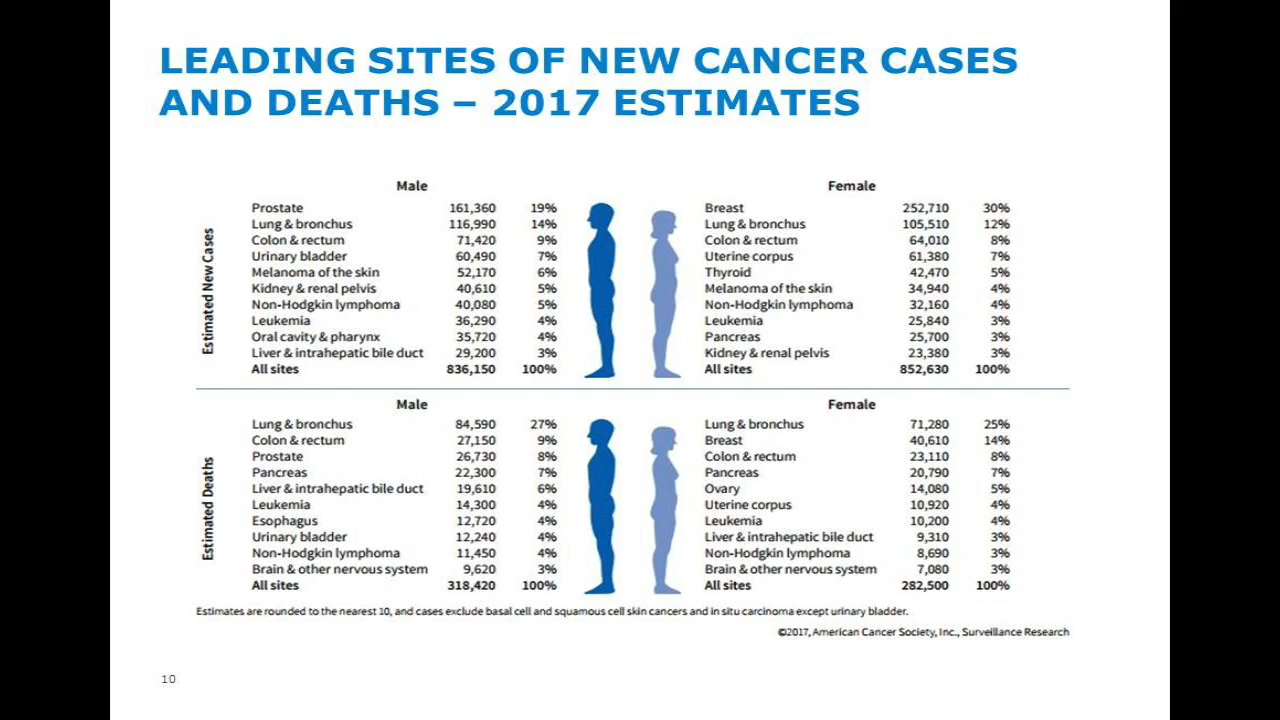 LEADING SITES OF NEW CANCER CASES
AND DEATHS – 2017 ESTIMATES
Estimated New Cases
Male
Prostate 161,360 19%
Lung & bronchus 116,990 14%
Colon & rectum 71,420 9%
Urinary bladder 60,490 7%
Melanoma of the skin 52,170 6%
Kidney & renal pelvis 40,610 5%
Non-Hodgkin lymphoma 40,080 5%
Leukemia 36,290 4%
Oral cavity & pharynx 35,720 4%
Liver & intrahepatic bile duct 29,200 3%
All sites 836,150 100%
Female
Breast 252,710 30%
Lung & bronchus 105,510 12%
Colon & rectum 64,010 8%
Uterine corpus 61,380 7%
Thyroid 42,470 5%
Melanoma of the skin 34,940 4%
Non-Hodgkin lymphoma 32,160 4%
Leukemia 25,840 3%
Pancreas 25,700 3%
Kidney & renal pelvis 23,380 3%
All sites 852,630 100%
Estimated Deaths
Male
Lung & bronchus 84,590 27%
Colon & rectum 27,150 9%
Prostate 26,730 8%
Pancreas 22,300 7%
Liver & intrahepatic bile duct 19,610 6%
Leukemia 14,300 4%
Esophagus 12,720 4%
Urinary bladder 12,240 4%
Non-Hodgkin lymphoma 11,450 4%
Brain & other nervous system 9,620 3%
All sites 318,420 100%
Female
Lung & bronchus 71,280 25%
Breast 40,610 14%
Colon & rectum 23,110 8%
Pancreas 20,790 7%
Ovary 14,080 5%
Uterine corpus 10,920 4%
Leukemia 10,200 4%
Liver & intrahepatic bile duct 9,310 3%
Non-Hodgkin lymphoma 8,690 3%
Brain & other nervous system 7,080 3%
All sites 282,500 100%
Estimates are rounded to the nearest 10, and cases exclude basal cell and squamous cell skin cancers and in situ carcinoma except urinary bladder.
©2017, American Cancer Society, Inc., Surveillance Research
10